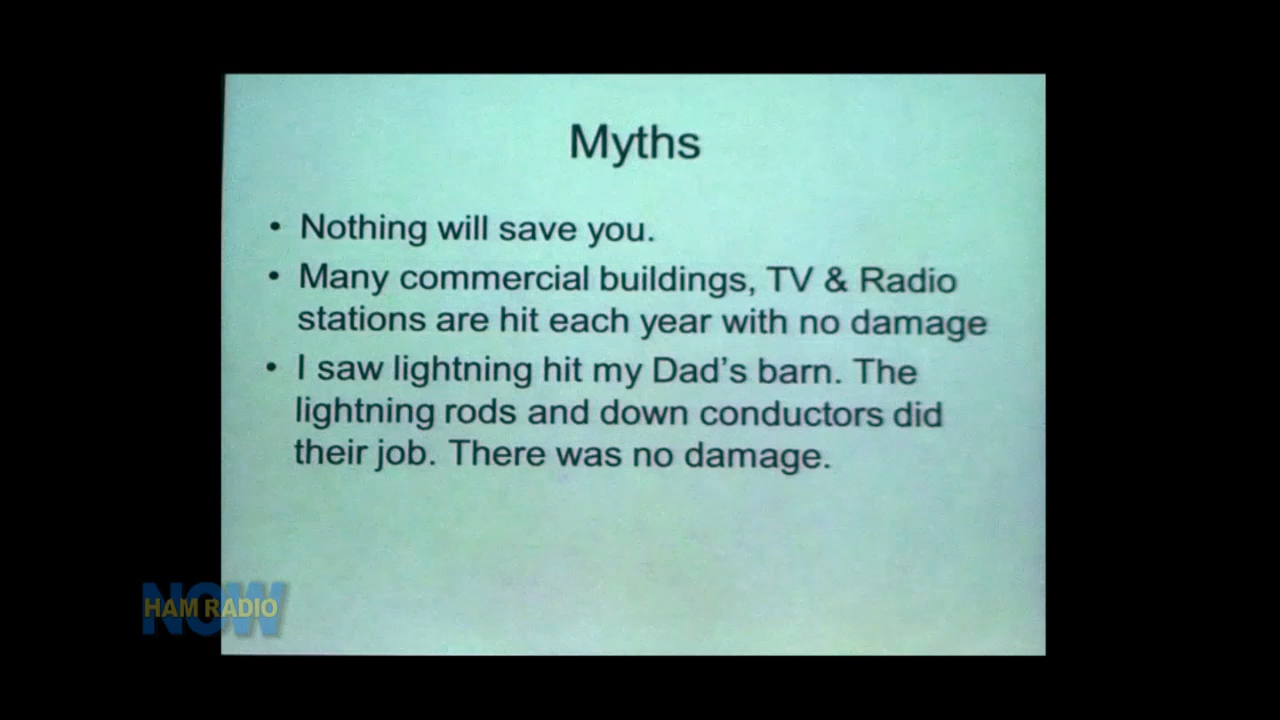 Myths
• Nothing will save you.
• Many commercial buildings, TV & Radio
stations are hit each year with no damage
• I saw lightning hit my Dad's barn. The
lightning rods and down conductors did
their job. There was no damage.
NOW
HAM RADIO